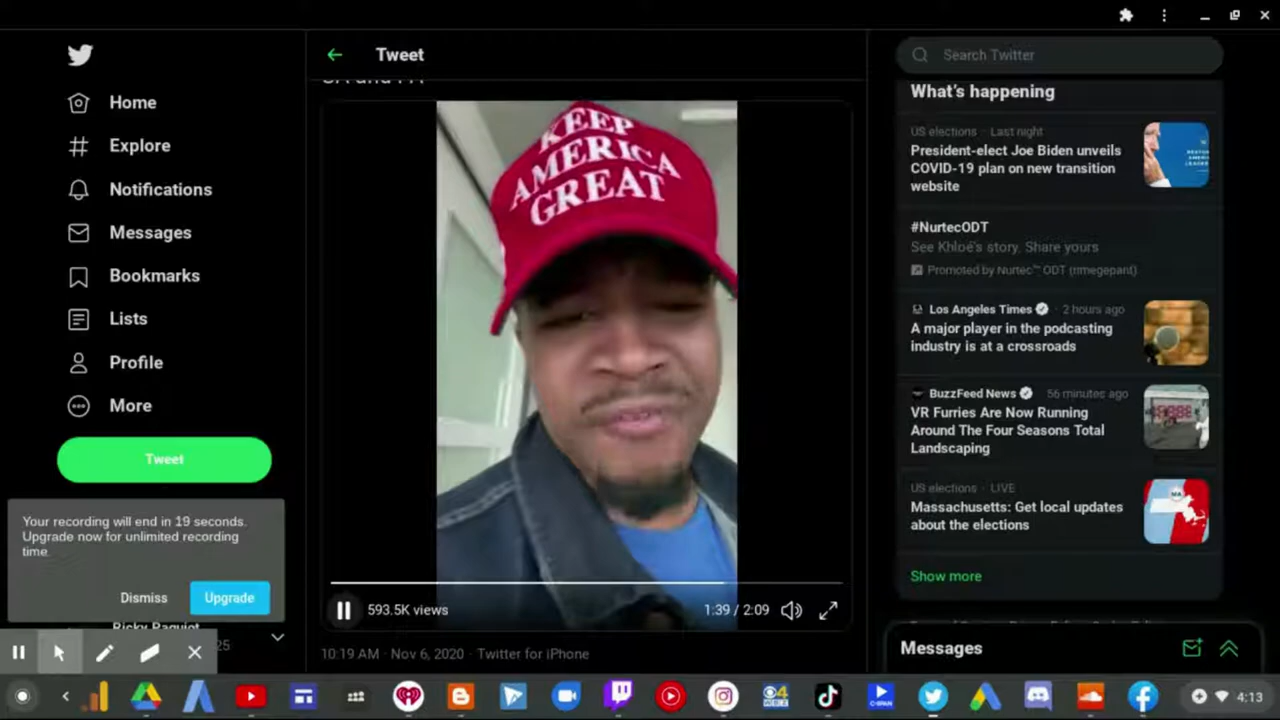 Tweet
Search Twitter
Home
Explore
Notifications
Messages
Bookmarks
Lists
Profile
More
Tweet
Your recording will end in 19 seconds.
Upgrade now for unlimited recording
time.
Dismiss
Upgrade
25
KEEP
AMERICA
GREAT
593.5K views
1:39 / 2:09
10:19 AM · Nov 6, 2020 · Twitter for iPhone
What's happening
US elections · Last night
President-elect Joe Biden unveils
COVID-19 plan on new transition
website
#NurtecODT
See Khloé's story. Share yours
Promoted by Nurtec™ ODT (rimegepant)
Los Angeles Times · 2 hours ago
A major player in the podcasting
industry is at a crossroads
BuzzFeed News · 56 minutes ago
VR Furries Are Now Running
Around The Four Seasons Total
Landscaping
US elections · LIVE
Massachusetts: Get local updates
about the elections
Show more
Messages
4:13